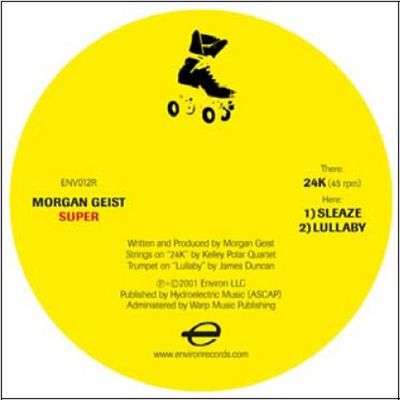 There:
ENV012R
24K (45 rpm)
MORGAN GEIST
Here:
SUPER
1) SLEAZE
2) LULLABY
Written and Produced by Morgan Geist
Strings on "24K" by Kelley Polar Quartet
Trumpet on "Lullaby" by James Duncan
℗+©2001 Environ LLC
Published by Hydroelectric Music (ASCAP)
Administered by Warp Music Publishing
e
www.environrecords.com